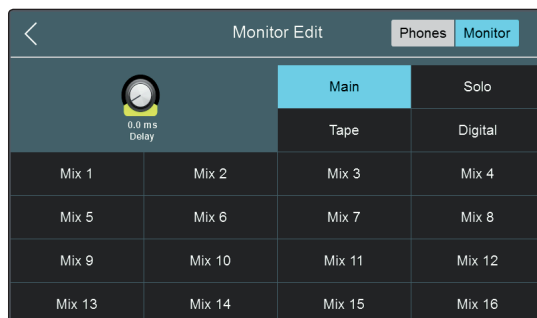 Monitor Edit
Phones Monitor
Main Solo
0.0 ms
Delay
Tape Digital
Mix 1 Mix 2 Mix 3 Mix 4
Mix 5 Mix 6 Mix 7 Mix 8
Mix 9 Mix 10 Mix 11 Mix 12
Mix 13 Mix 14 Mix 15 Mix 16